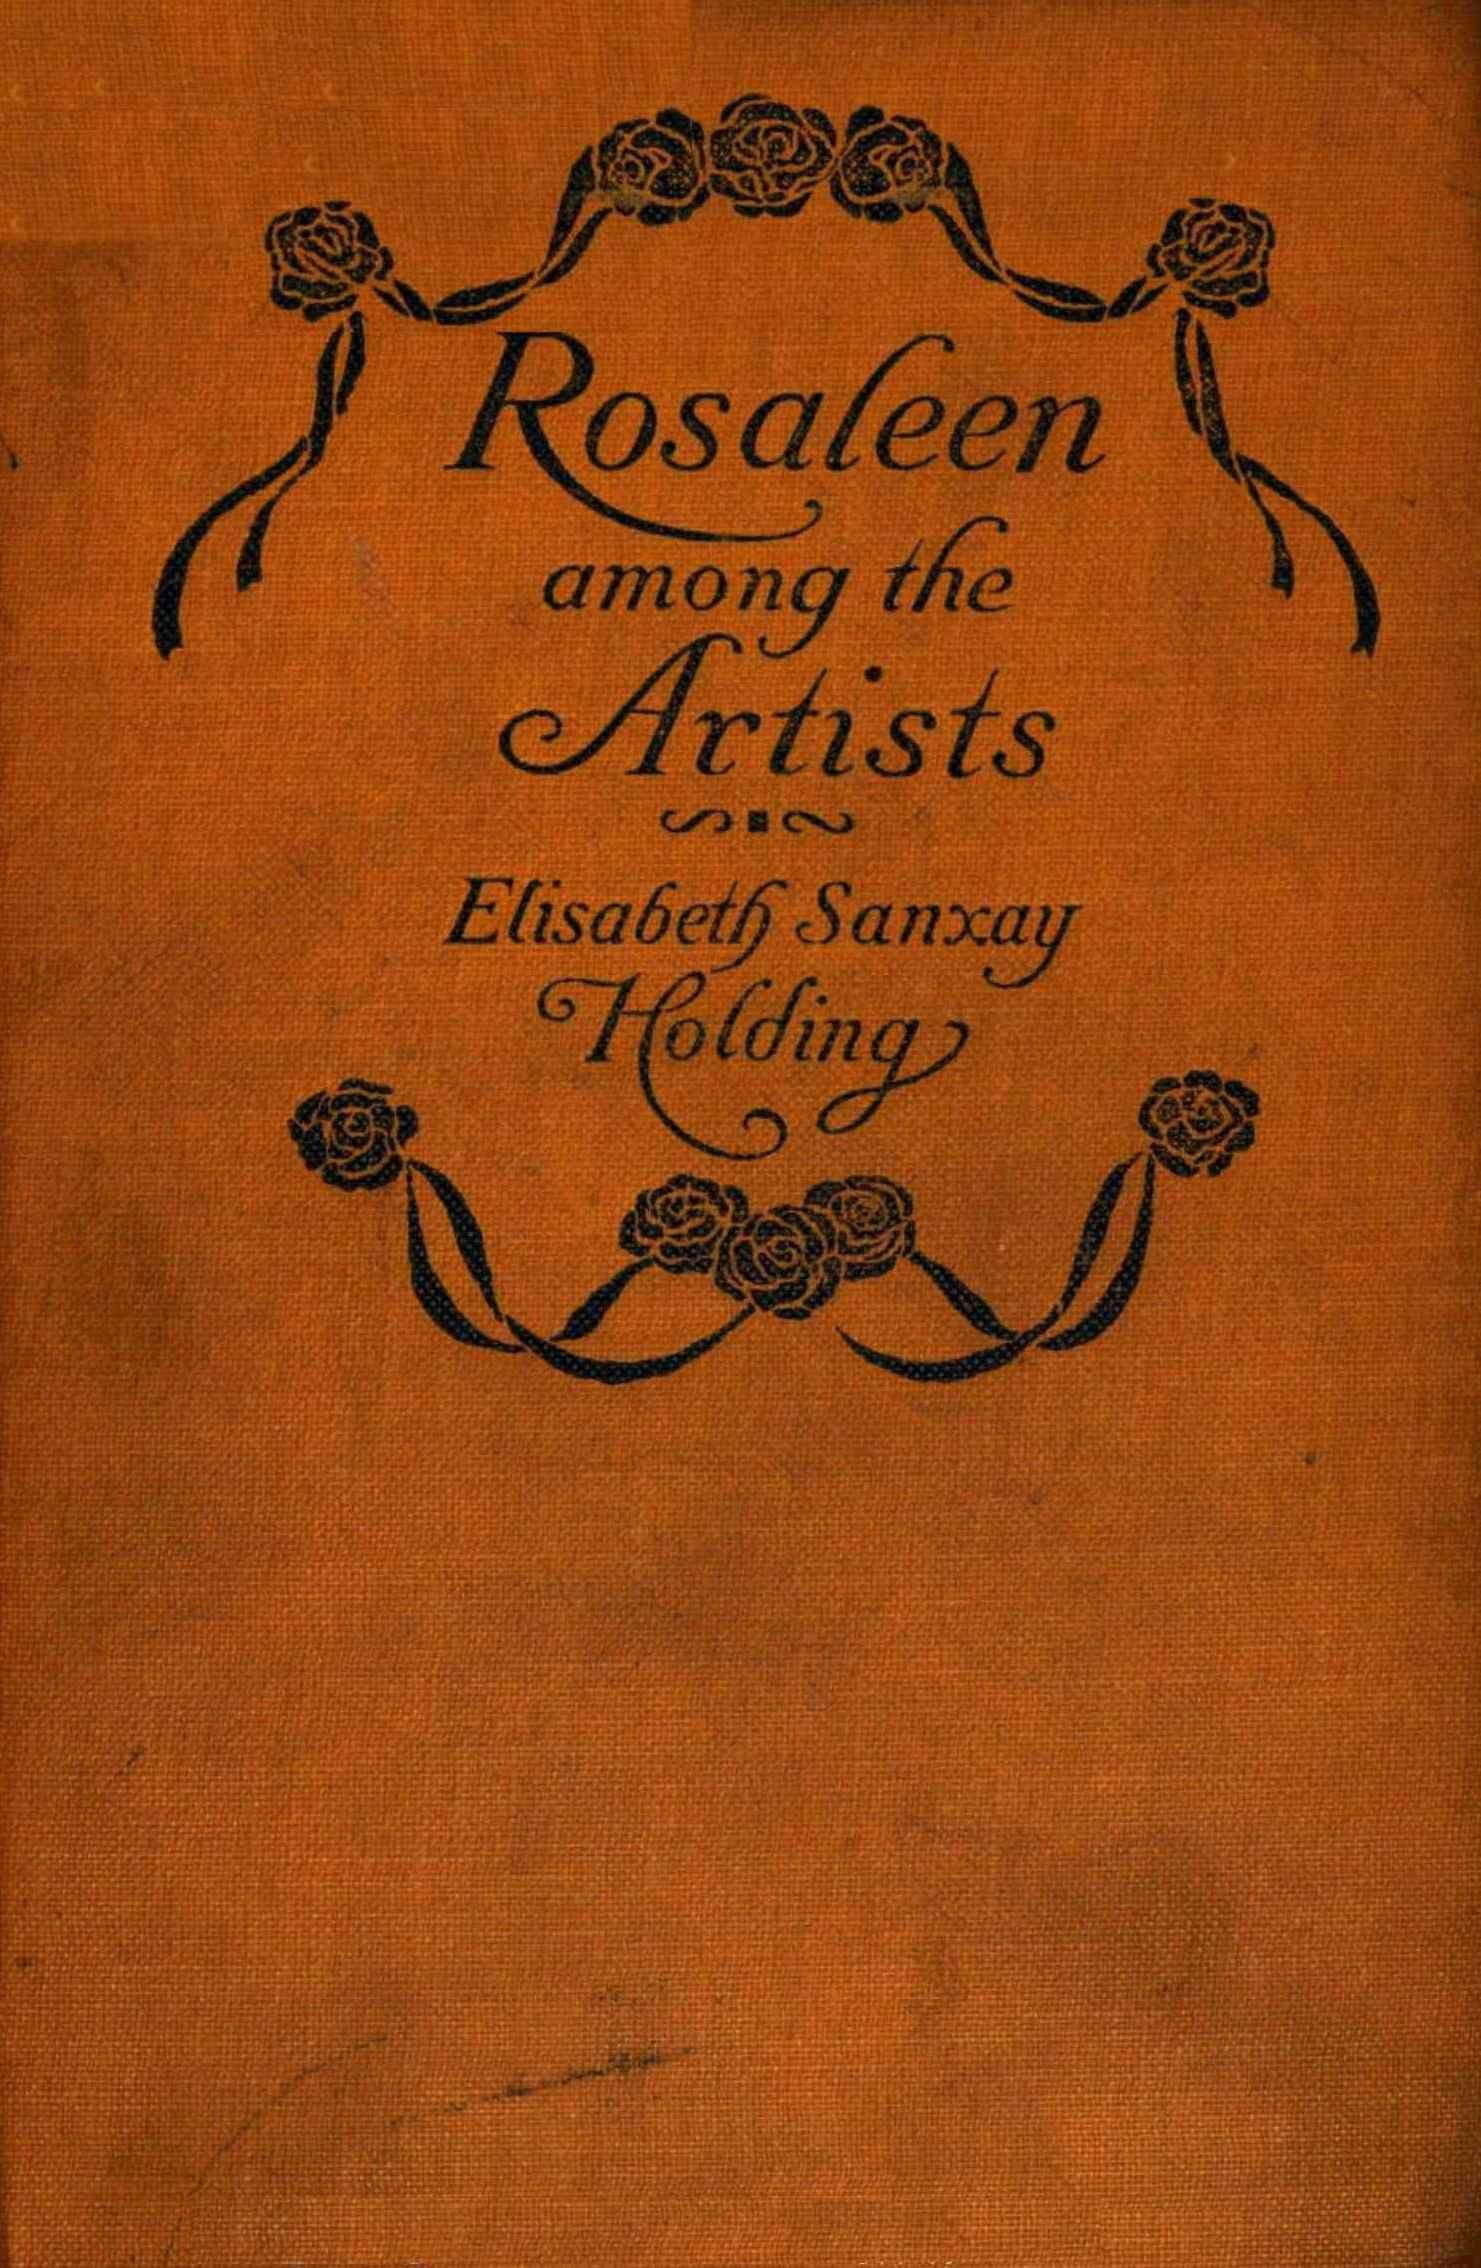 Rosaleen
among the
Artists
Elisabeth Sanxay
Holding